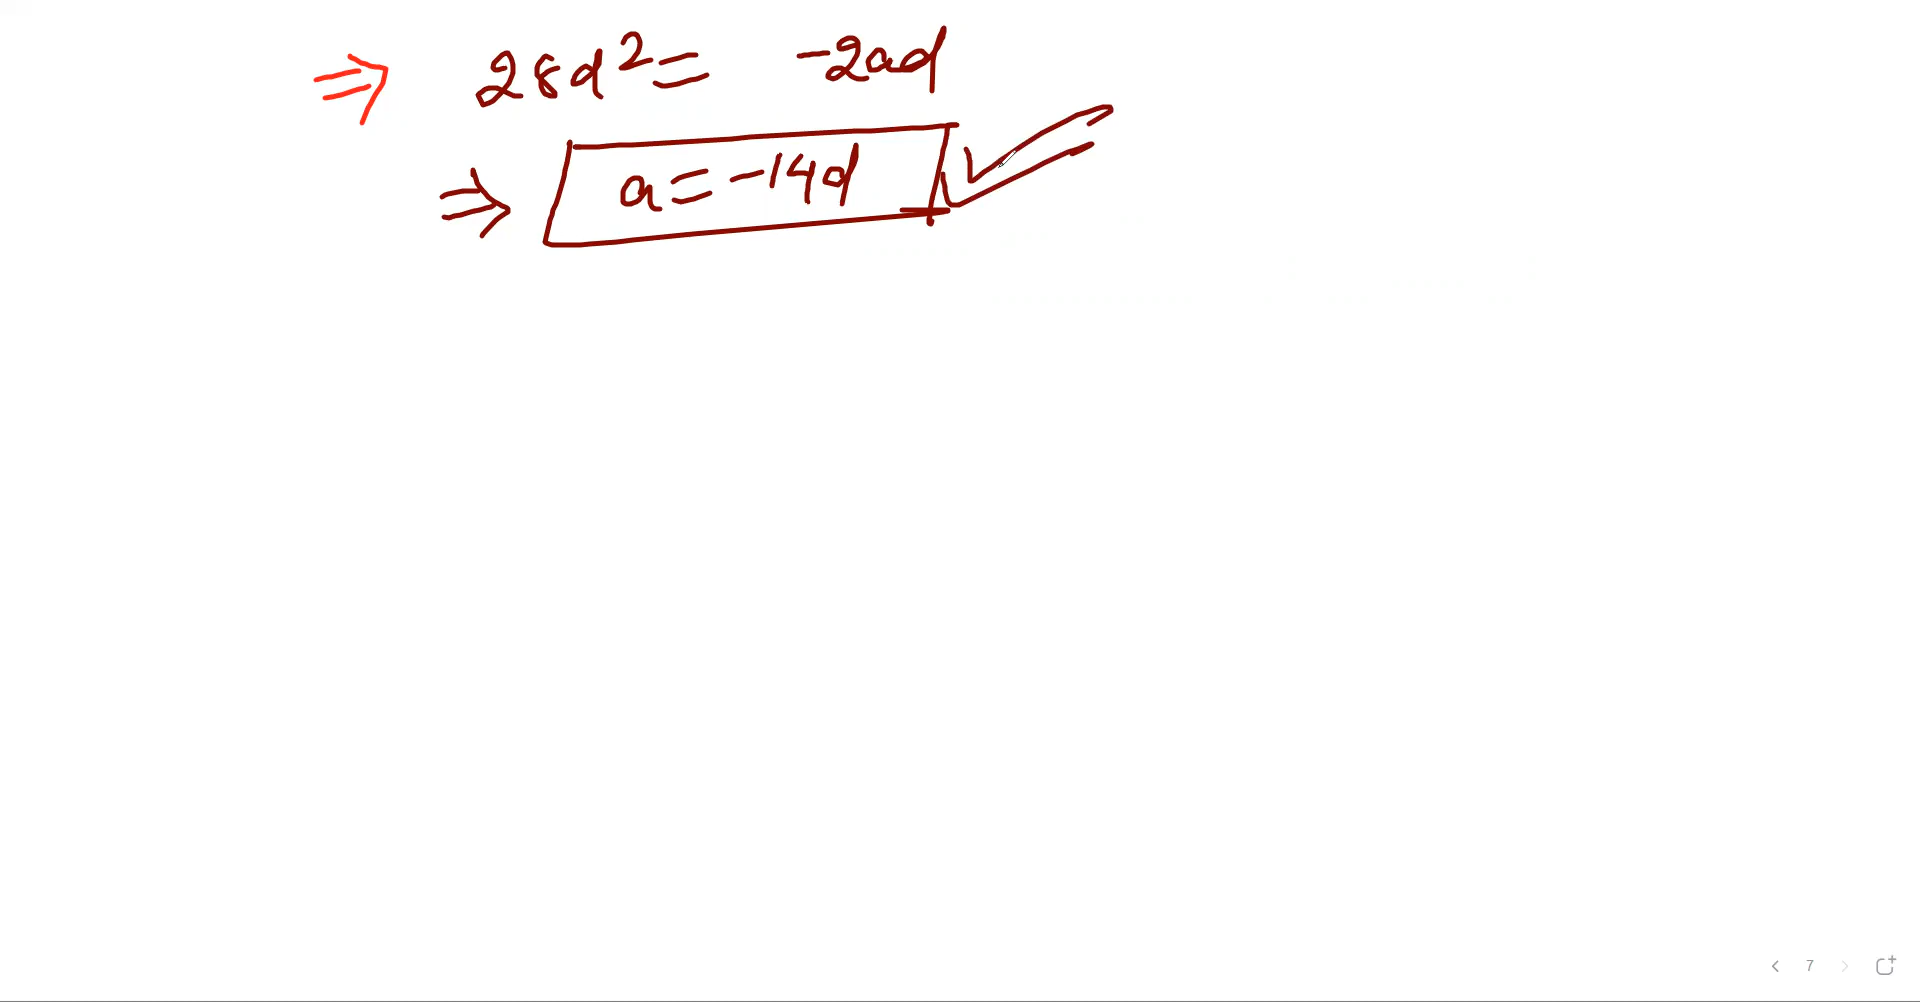 ⇒ 28d² = -2ad
⇒ a = -14d
7